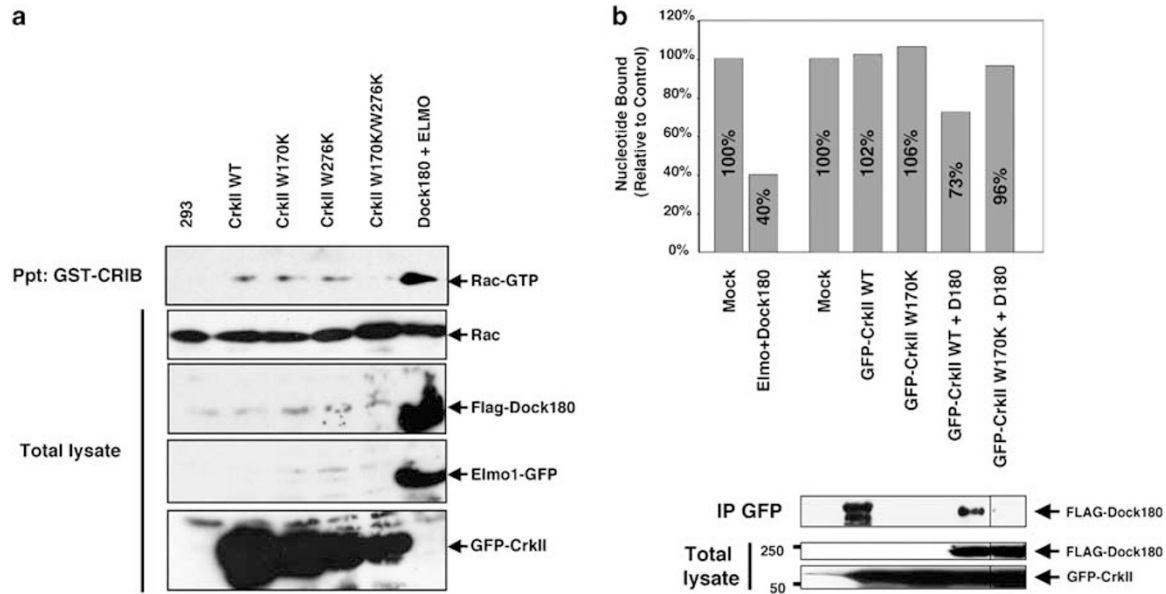 a
293
CrkII WT
CrkII W170K
CrkII W276K
CrkII W170K/W276K
Dock180 + ELMO
Ppt: GST-CRIB
Rac-GTP
Rac
Flag-Dock180
Total lysate
Elmo1-GFP
GFP-CrkII
b
Nucleotide Bound
(Relative to Control)
120%
100%
80%
60%
40%
20%
0%
100%
40%
100%
102%
106%
73%
96%
Mock
Elmo+Dock180
Mock
GFP-CrkII WT
GFP-CrkII W170K
GFP-CrkII WT + D180
GFP-CrkII W170K + D180
IP GFP
FLAG-Dock180
Total
lysate
250
FLAG-Dock180
50
GFP-CrkII